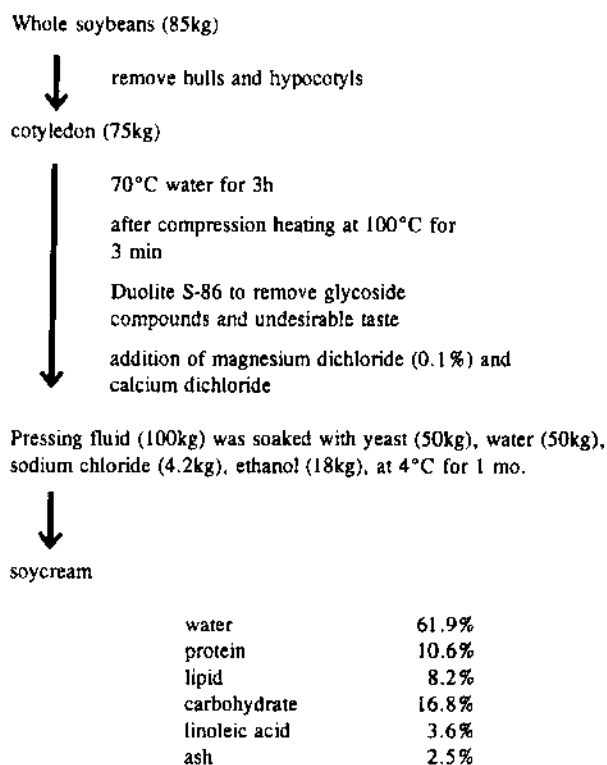 Whole soybeans (85kg)
remove hulls and hypocotyls
cotyledon (75kg)
70°C water for 3h
after compression heating at 100°C for
3 min
Duolite S-86 to remove glycoside
compounds and undesirable taste
addition of magnesium dichloride (0.1%) and
calcium dichloride
Pressing fluid (100kg) was soaked with yeast (50kg), water (50kg),
sodium chloride (4.2kg), ethanol (18kg), at 4°C for 1 mo.
soycream
water 61.9%
protein 10.6%
lipid 8.2%
carbohydrate 16.8%
linoleic acid 3.6%
ash 2.5%